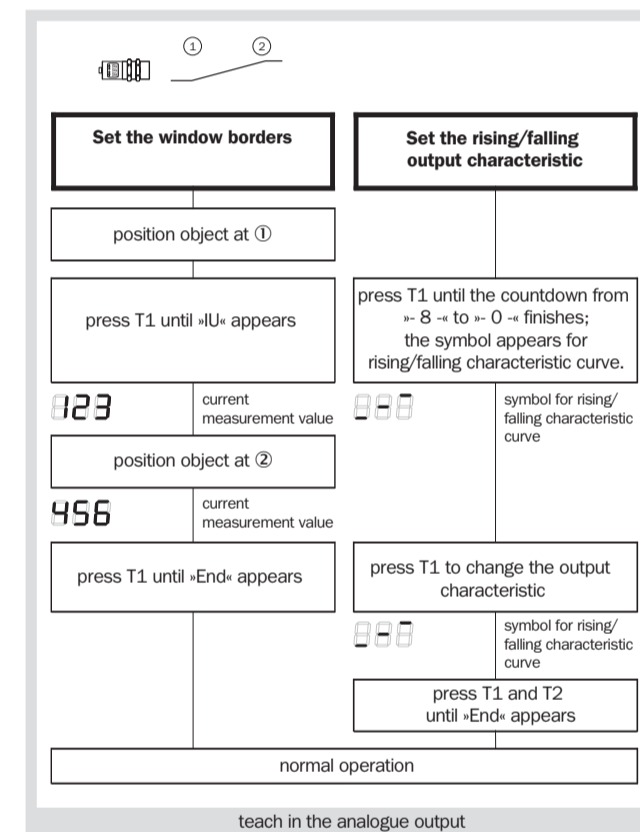 ① ②
Set the window borders
position object at ①
press T1 until »IU« appears
123
current
measurement value
position object at ②
456
current
measurement value
press T1 until »End« appears
Set the rising/falling
output characteristic
press T1 until the countdown from
»- 8 -« to »- 0 -« finishes;
the symbol appears for
rising/falling characteristic curve.
symbol for rising/
falling characteristic
curve
press T1 to change the output
characteristic
symbol for rising/
falling characteristic
curve
press T1 and T2
until »End« appears
normal operation
teach in the analogue output